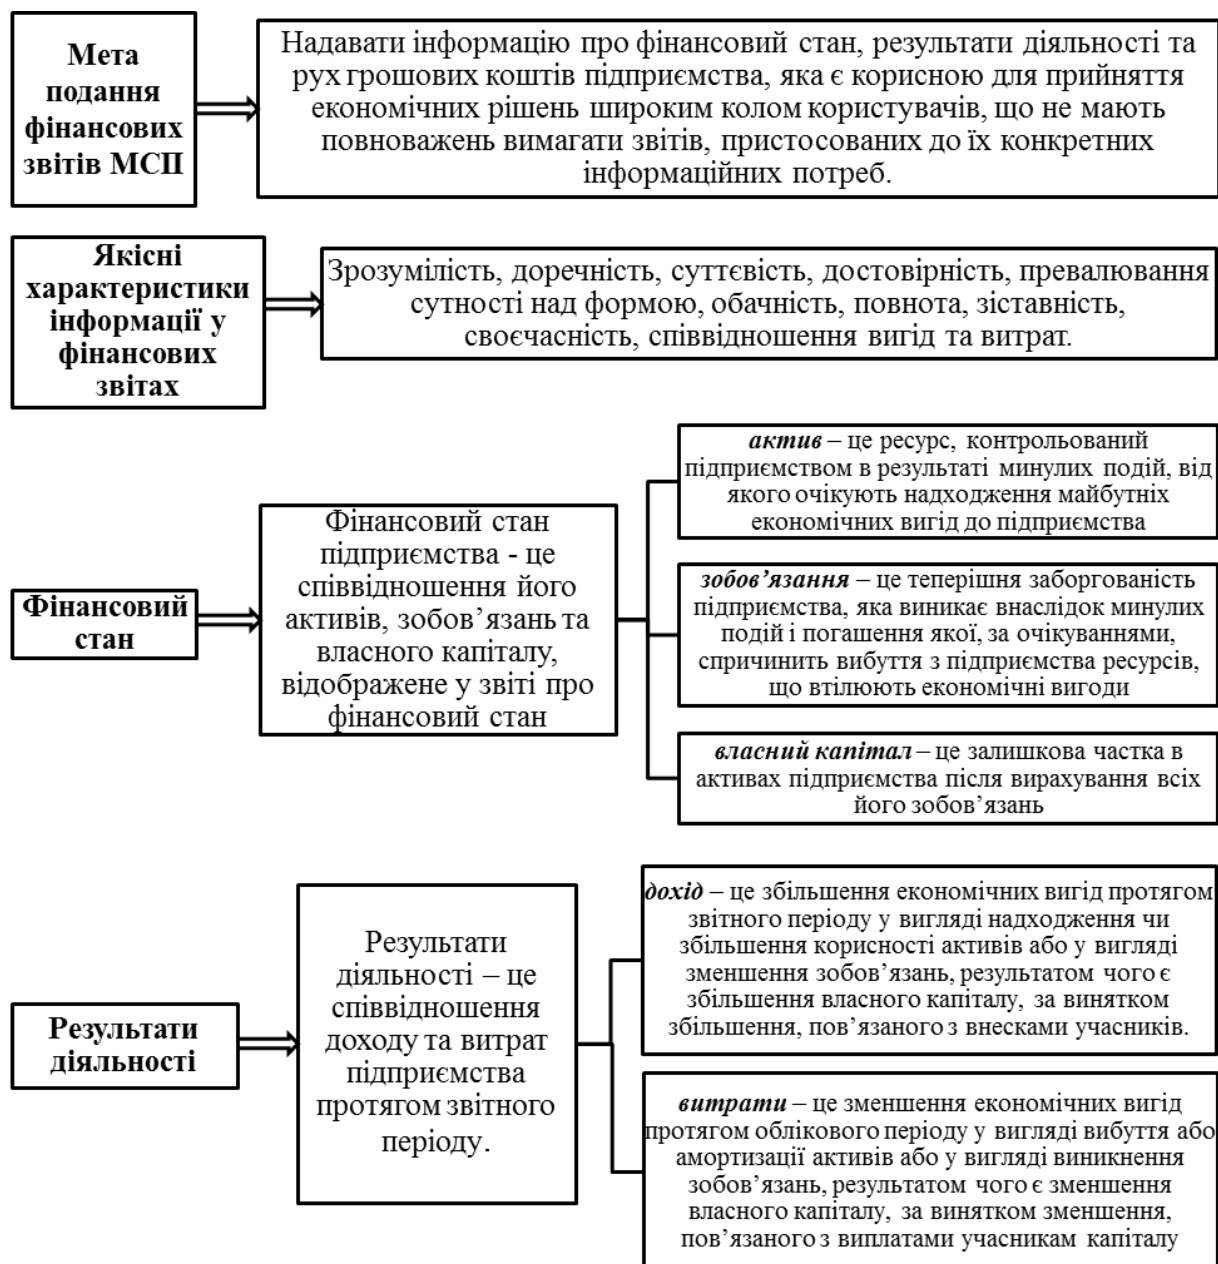 Мета
подання
фінансових
звітів МСП
Надавати інформацію про фінансовий стан, результати діяльності та
рух грошових коштів підприємства, яка є корисною для прийняття
економічних рішень широким колом користувачів, що не мають
повноважень вимагати звітів, пристосованих до їх конкретних
інформаційних потреб.
Якісні
характеристики
інформації у
фінансових
звітах
Зрозумілість, доречність, суттєвість, достовірність, превалювання
сутності над формою, обачність, повнота, зіставність,
своєчасність, співвідношення вигід та витрат.
Фінансовий
стан
Фінансовий стан
підприємства - це
співвідношення його
активів, зобов’язань та
власного капіталу,
відображене у звіті про
фінансовий стан
актив – це ресурс, контрольований
підприємством в результаті минулих подій, від
якого очікують надходження майбутніх
економічних вигід до підприємства
зобов’язання – це теперішня заборгованість
підприємства, яка виникає внаслідок минулих
подій і погашення якої, за очікуваннями,
спричинить вибуття з підприємства ресурсів,
що втілюють економічні вигоди
власний капітал – це залишкова частка в
активах підприємства після вирахування всіх
його зобов’язань
Результати
діяльності
Результати
діяльності – це
співвідношення
доходу та витрат
підприємства
протягом звітного
періоду.
дохід – це збільшення економічних вигід протягом
звітного періоду у вигляді надходження чи
збільшення корисності активів або у вигляді
зменшення зобов’язань, результатом чого є
збільшення власного капіталу, за винятком
збільшення, пов’язаного з внесками учасників.
витрати – це зменшення економічних вигід
протягом облікового періоду у вигляді вибуття або
амортизації активів або у вигляді виникнення
зобов’язань, результатом чого є зменшення
власного капіталу, за винятком зменшення,
пов’язаного з виплатами учасникам капіталу